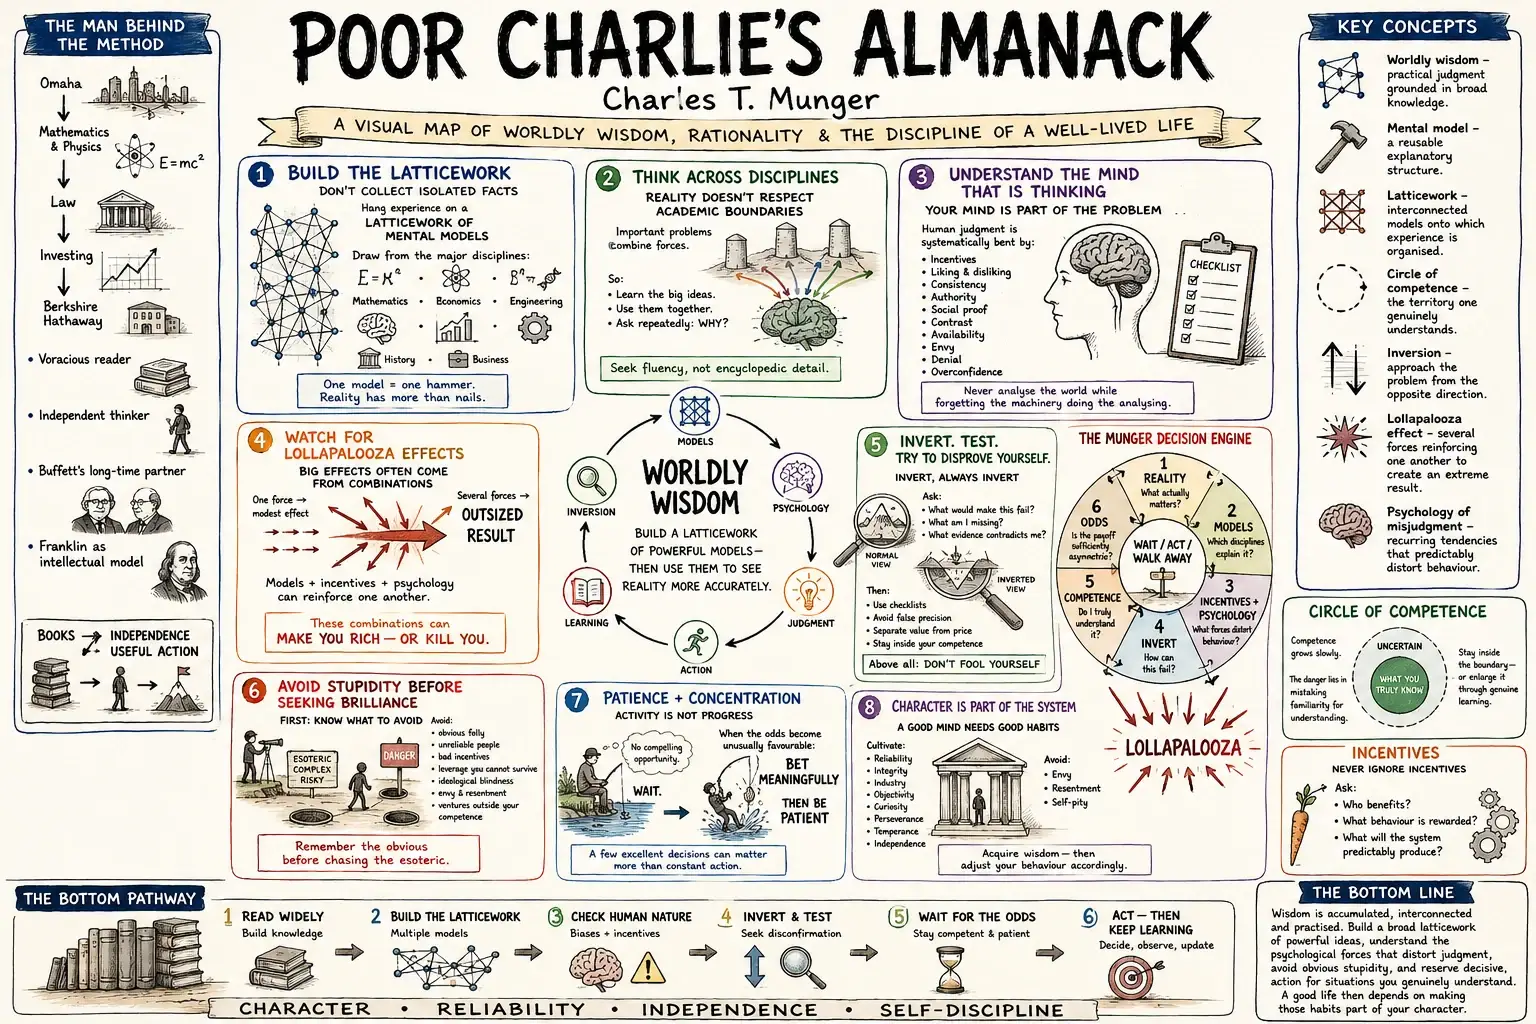 POOR CHARLIE'S ALMANACK
Charles T. Munger
A VISUAL MAP OF WORLDLY WISDOM, RATIONALITY & THE DISCIPLINE OF A WELL-LIVED LIFE
THE MAN BEHIND
THE METHOD
Omaha
Mathematics
& Physics
E=mc²
Law
Investing
Berkshire
Hathaway
• Voracious reader
• Independent thinker
• Buffett's long-time partner
• Franklin as
intellectual model
BOOKS → INDEPENDENCE
USEFUL ACTION
1 BUILD THE LATTICEWORK
DON'T COLLECT ISOLATED FACTS
Hang experience on a
LATTICEWORK OF
MENTAL MODELS
Draw from the major disciplines:
Mathematics • Economics • Engineering
History • Business
One model = one hammer.
Reality has more than nails.
2 THINK ACROSS DISCIPLINES
REALITY DOESN'T RESPECT
ACADEMIC BOUNDARIES
Important problems
combine forces.
So:
• Learn the big ideas.
• Use them together.
• Ask repeatedly: WHY?
Seek fluency, not encyclopedic detail.
3 UNDERSTAND THE MIND
THAT IS THINKING
YOUR MIND IS PART OF THE PROBLEM
Human judgment is
systematically bent by:
• Incentives
• Liking & disliking
• Consistency
• Authority
• Social proof
• Contrast
• Availability
• Envy
• Denial
• Overconfidence
CHECKLIST
Never analyse the world while
forgetting the machinery doing the analysing.
4 WATCH FOR
LOLLAPALOOZA EFFECTS
BIG EFFECTS OFTEN COME
FROM COMBINATIONS
One force →
modest effect
Several forces →
OUTSIZED
RESULT
Models + incentives + psychology
can reinforce one another.
These combinations can
MAKE YOU RICH — OR KILL YOU.
MODELS
PSYCHOLOGY
JUDGMENT
ACTION
LEARNING
INVERSION
WORLDLY
WISDOM
BUILD A LATTICEWORK
OF POWERFUL MODELS—
THEN USE THEM TO SEE
REALITY MORE ACCURATELY.
5 INVERT. TEST.
TRY TO DISPROVE YOURSELF.
INVERT, ALWAYS INVERT
Ask:
• What would make this fail?
• What am I missing?
• What evidence contradicts me?
NORMAL
VIEW
INVERTED
VIEW
Then:
• Use checklists
• Avoid false precision
• Separate value from price
• Stay inside your competence
Above all: DON'T FOOL YOURSELF
THE MUNGER DECISION ENGINE
1
REALITY
What actually
matters?
2
MODELS
Which disciplines
explain it?
3
INCENTIVES +
PSYCHOLOGY
What forces distort
behaviour?
4
INVERT
How can
this fail?
5
COMPETENCE
Do I truly
understand
it?
6
ODDS
Is the payoff
sufficiently
asymmetric?
WAIT / ACT /
WALK AWAY
LOLLAPALOOZA
6 AVOID STUPIDITY BEFORE
SEEKING BRILLIANCE
FIRST: KNOW WHAT TO AVOID
Avoid:
• obvious folly
• unreliable people
• bad incentives
• leverage you cannot survive
• ideological blindness
• envy & resentment
• ventures outside your
competence
ESOTERIC
COMPLEX
RISKY
DANGER
Remember the obvious
before chasing the esoteric.
7 PATIENCE + CONCENTRATION
ACTIVITY IS NOT PROGRESS
No compelling
opportunity.
WAIT.
When the odds become
unusually favourable:
BET
MEANINGFULLY
THEN BE
PATIENT
A few excellent decisions can matter
more than constant action.
8 CHARACTER IS PART OF THE SYSTEM
A GOOD MIND NEEDS GOOD HABITS
Cultivate:
• Reliability
• Integrity
• Industry
• Objectivity
• Curiosity
• Perseverance
• Temperance
• Independence
Avoid:
• Envy
• Resentment
• Self-pity
Acquire wisdom — then
adjust your behaviour accordingly.
KEY CONCEPTS
Worldly wisdom –
practical judgment
grounded in broad
knowledge.
Mental model –
a reusable
explanatory
structure.
Latticework –
interconnected
models onto which
experience is
organised.
Circle of
competence –
the territory one
genuinely
understands.
Inversion –
approach the
problem from the
opposite direction.
Lollapalooza
effect – several
forces reinforcing
one another to
create an extreme
result.
Psychology of
misjudgment –
recurring tendencies
that predictably
distort behaviour.
CIRCLE OF COMPETENCE
Competence
grows slowly.
The danger lies in
mistaking
familiarity for
understanding.
UNCERTAIN
WHAT YOU
TRULY KNOW
Stay inside
the boundary—
or enlarge it
through genuine
learning.
INCENTIVES
NEVER IGNORE INCENTIVES
Ask:
• Who benefits?
• What behaviour is rewarded?
• What will the system
predictably produce?
THE BOTTOM PATHWAY
1 READ WIDELY
Build knowledge
2 BUILD THE LATTICEWORK
Multiple models
3 CHECK HUMAN NATURE
Biases + incentives
4 INVERT & TEST
Seek disconfirmation
5 WAIT FOR THE ODDS
Stay competent & patient
6 ACT — THEN
KEEP LEARNING
Decide, observe, update
CHARACTER • RELIABILITY • INDEPENDENCE • SELF-DISCIPLINE
THE BOTTOM LINE
Wisdom is accumulated, interconnected
and practised. Build a broad latticework
of powerful ideas, understand the
psychological forces that distort judgment,
avoid obvious stupidity, and reserve decisive,
action for situations you genuinely understand.
A good life then depends on making
those habits part of your character.